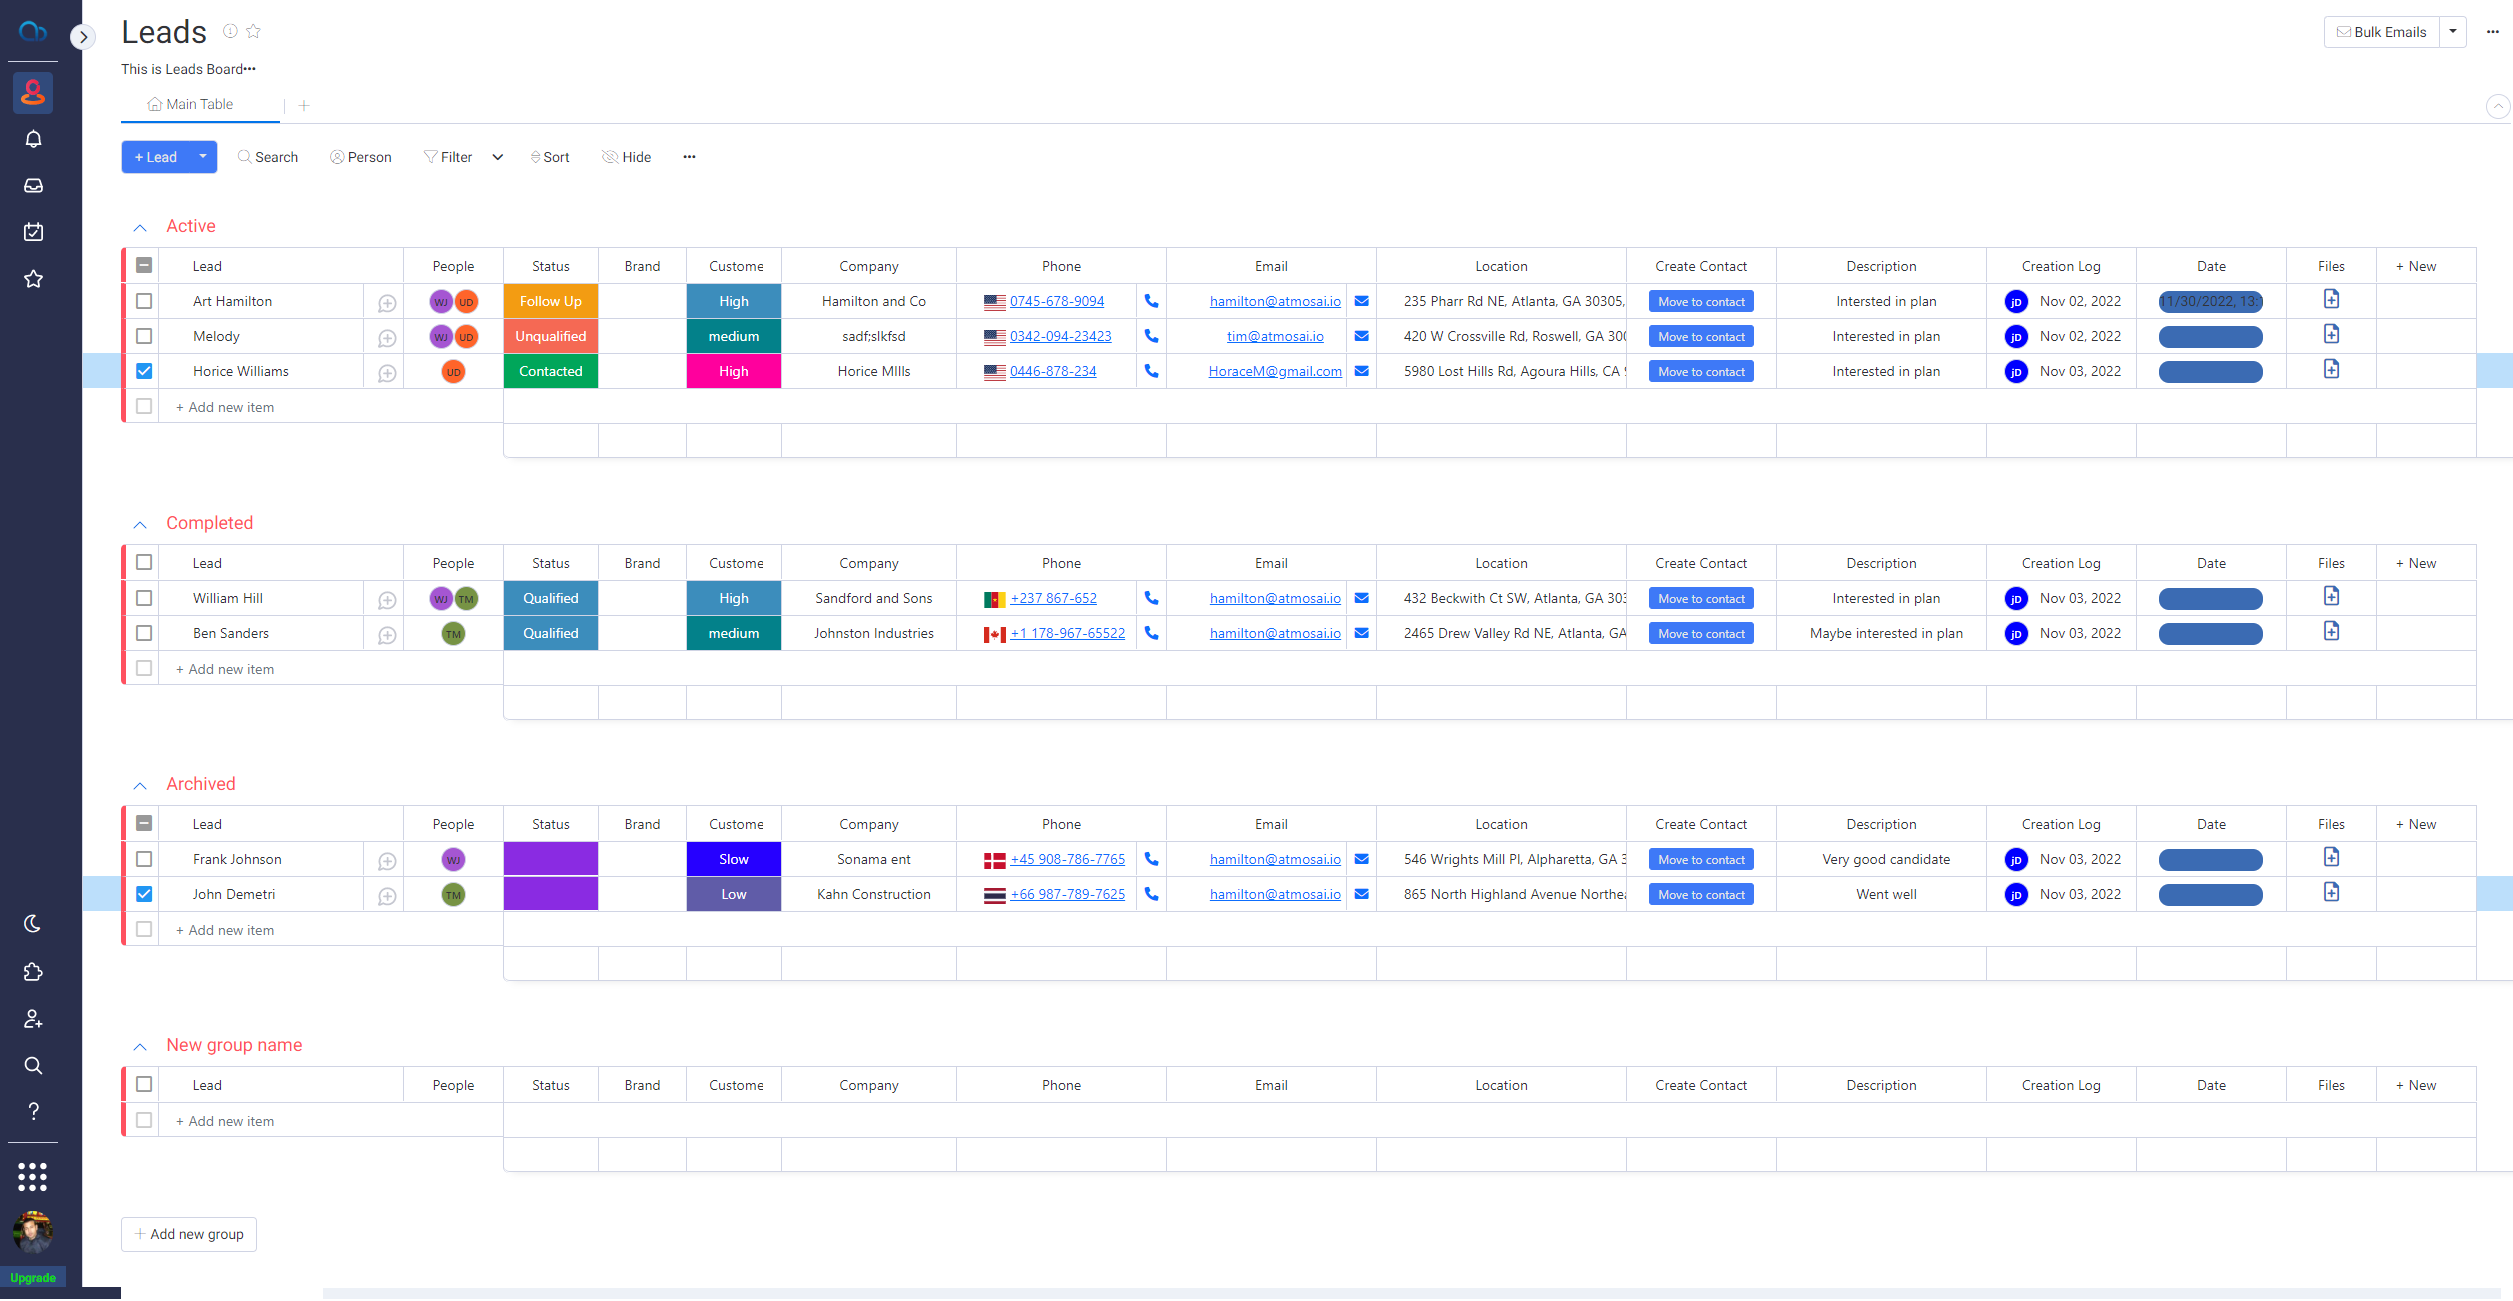 Leads
Bulk Emails
This is Leads Board•••
Main Table
+ Lead Search Person Filter Sort Hide
Active
Lead People Status Brand Custome Company Phone Email Location Create Contact Description Creation Log Date Files + New
Art Hamilton WJ UD Follow Up High Hamilton and Co 0745-678-9094 hamilton@atmosai.io 235 Pharr Rd NE, Atlanta, GA 30305, Move to contact Intersted in plan jD Nov 02, 2022 11/30/2022, 13:
Melody WJ UD Unqualified medium sadf;slkfsd 0342-094-23423 tim@atmosai.io 420 W Crossville Rd, Roswell, GA 300 Move to contact Interested in plan jD Nov 02, 2022
Horice Williams UD Contacted High Horice MIlls 0446-878-234 HoraceM@gmail.com 5980 Lost Hills Rd, Agoura Hills, CA Move to contact Interested in plan jD Nov 03, 2022
+ Add new item
Completed
Lead People Status Brand Custome Company Phone Email Location Create Contact Description Creation Log Date Files + New
William Hill WJ TM Qualified High Sandford and Sons +237 867-652 hamilton@atmosai.io 432 Beckwith Ct SW, Atlanta, GA 303 Move to contact Interested in plan jD Nov 03, 2022
Ben Sanders TM Qualified medium Johnston Industries +1 178-967-65522 hamilton@atmosai.io 2465 Drew Valley Rd NE, Atlanta, GA Move to contact Maybe interested in plan jD Nov 03, 2022
+ Add new item
Archived
Lead People Status Brand Custome Company Phone Email Location Create Contact Description Creation Log Date Files + New
Frank Johnson WJ Slow Sonama ent +45 908-786-7765 hamilton@atmosai.io 546 Wrights Mill Pl, Alpharetta, GA 3 Move to contact Very good candidate jD Nov 03, 2022
John Demetri TM Low Kahn Construction +66 987-789-7625 hamilton@atmosai.io 865 North Highland Avenue Northea Move to contact Went well jD Nov 03, 2022
+ Add new item
New group name
Lead People Status Brand Custome Company Phone Email Location Create Contact Description Creation Log Date Files + New
+ Add new item
+ Add new group
Upgrade